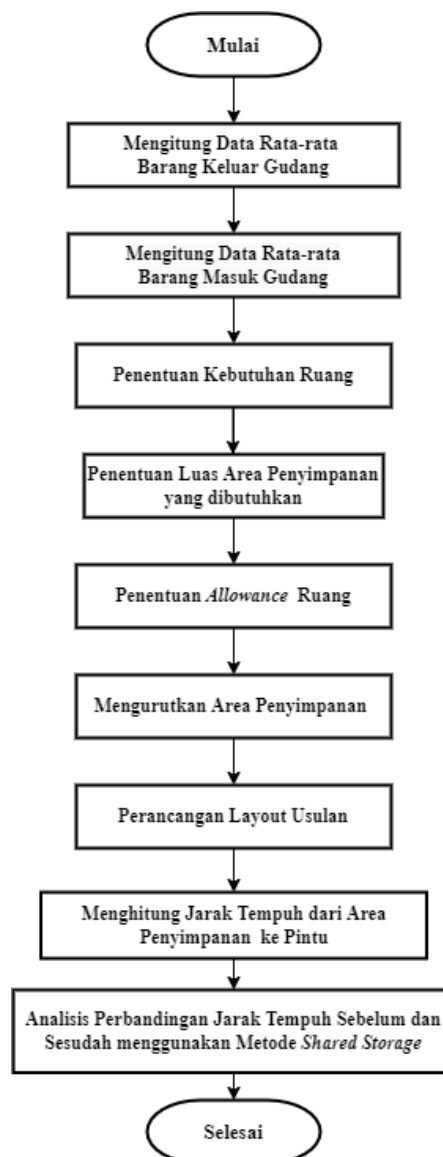 Mulai
Mengitung Data Rata-rata
Barang Keluar Gudang
Mengitung Data Rata-rata
Barang Masuk Gudang
Penentuan Kebutuhan Ruang
Penentuan Luas Area Penyimpanan
yang dibutuhkan
Penentuan Allowance Ruang
Mengurutkan Area Penyimpanan
Perancangan Layout Usulan
Menghitung Jarak Tempuh dari Area
Penyimpanan ke Pintu
Analisis Perbandingan Jarak Tempuh Sebelum dan
Sesudah menggunakan Metode Shared Storage
Selesai